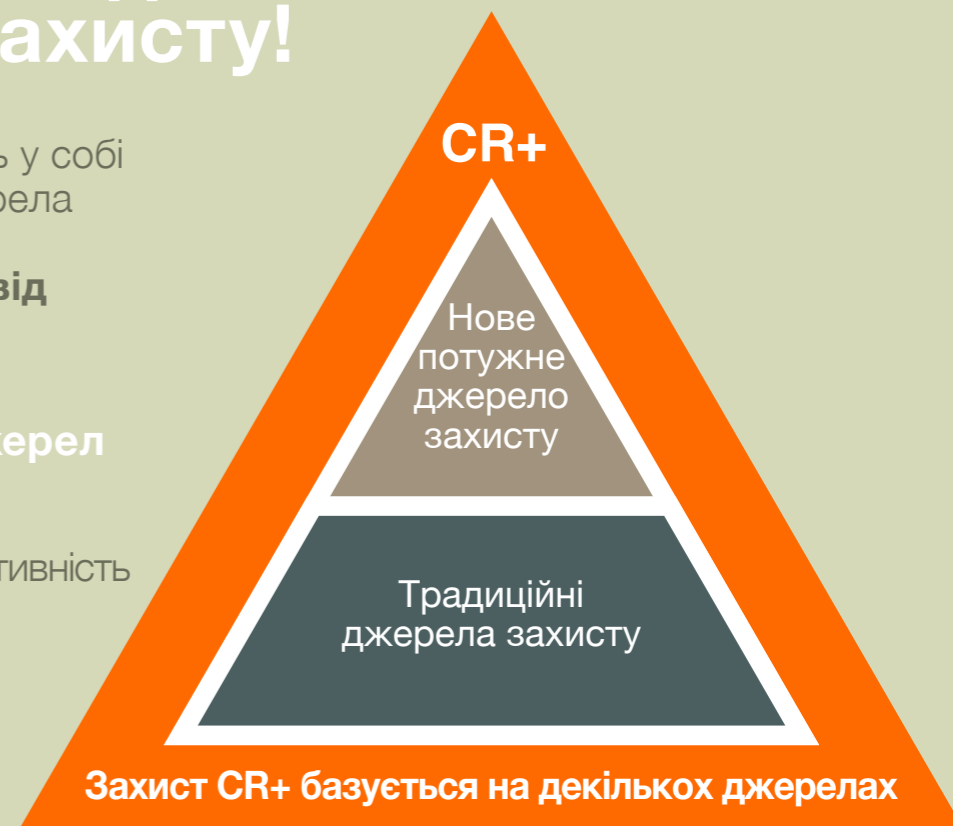 ахисту!
у собі
рела
від
CR+
Нове
потужне
джерело
захисту
жерел
тивність
Традиційні
джерела захисту
Захист CR+ базується на декількох джерелах